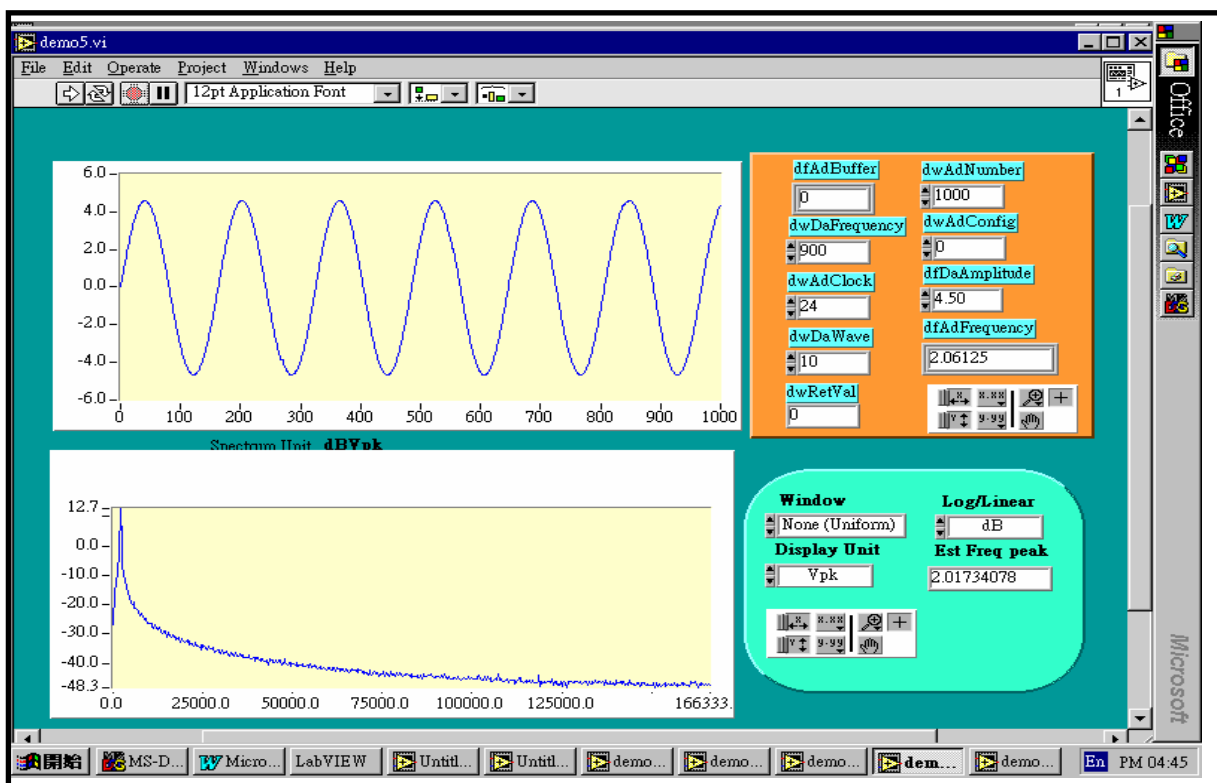 demo5.vi
File Edit Operate Project Windows Help
12pt Application Font
1
Office
6.0
4.0
2.0
0.0
-2.0
-4.0
-6.0
0 100 200 300 400 500 600 700 800 900 1000
dfAdBuffer dwAdNumber
0 1000
dwDaFrequency dwAdConfig
900 0
dwAdClock dfDaAmplitude
24 4.50
dwDaWave dfAdFrequency
10 2.06125
dwRetVal
0
X X.XX
Y Y.YY
Spectrum Unit dBVpk
12.7
0.0
-10.0
-20.0
-30.0
-40.0
-48.3
0.0 25000.0 50000.0 75000.0 100000.0 125000.0 166333.
Window Log/Linear
None (Uniform) dB
Display Unit Est Freq peak
Vpk 2.01734078
X X.XX
Y Y.YY
Microsoft
開始 MS-D... Micro... LabVIEW Untitl... Untitl... demo... demo... demo... dem... demo... En PM 04:45